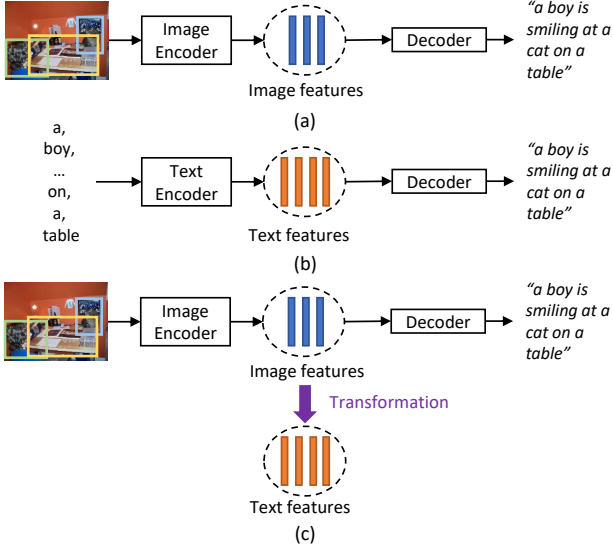 Image
Encoder
Image features
Decoder
“a boy is
smiling at a
cat on a
table”
(a)
a,
boy,
...
on,
a,
table
Text
Encoder
Text features
Decoder
“a boy is
smiling at a
cat on a
table”
(b)
Image
Encoder
Image features
Decoder
“a boy is
smiling at a
cat on a
table”
Transformation
Text features
(c)